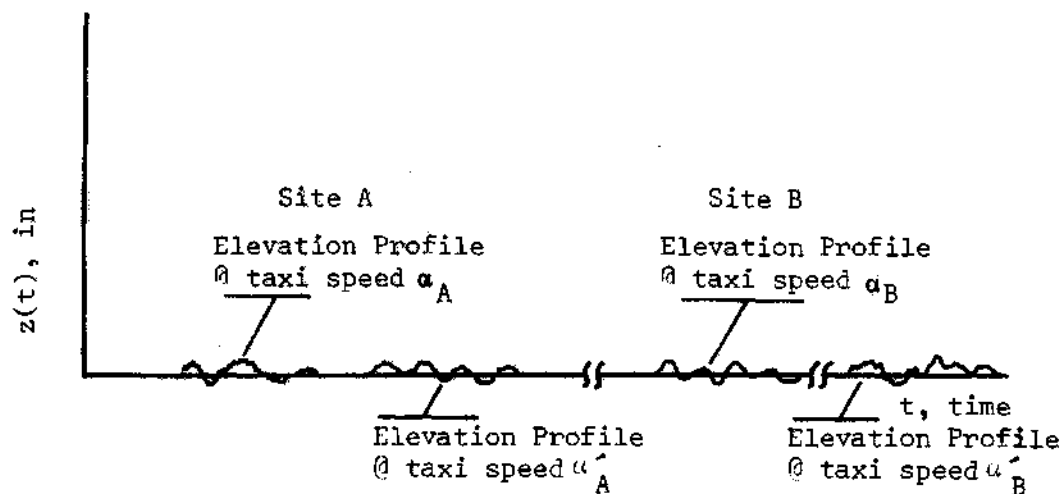 z(t), in
Site A
Elevation Profile
@ taxi speed α_A
Site B
Elevation Profile
@ taxi speed α_B
Elevation Profile
@ taxi speed α´_A
t, time
Elevation Profile
@ taxi speed α´_B